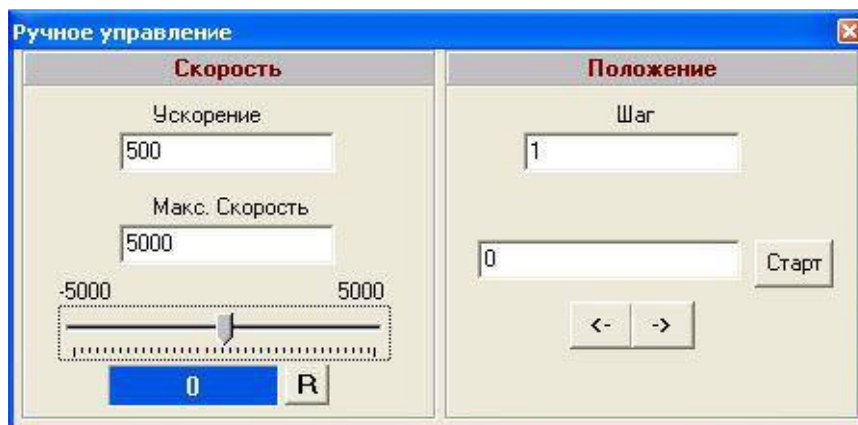 Ручное управление
Скорость
Ускорение
500
Макс. Скорость
5000
-5000 5000
0 R
Положение
Шаг
1
0 Старт
<- ->